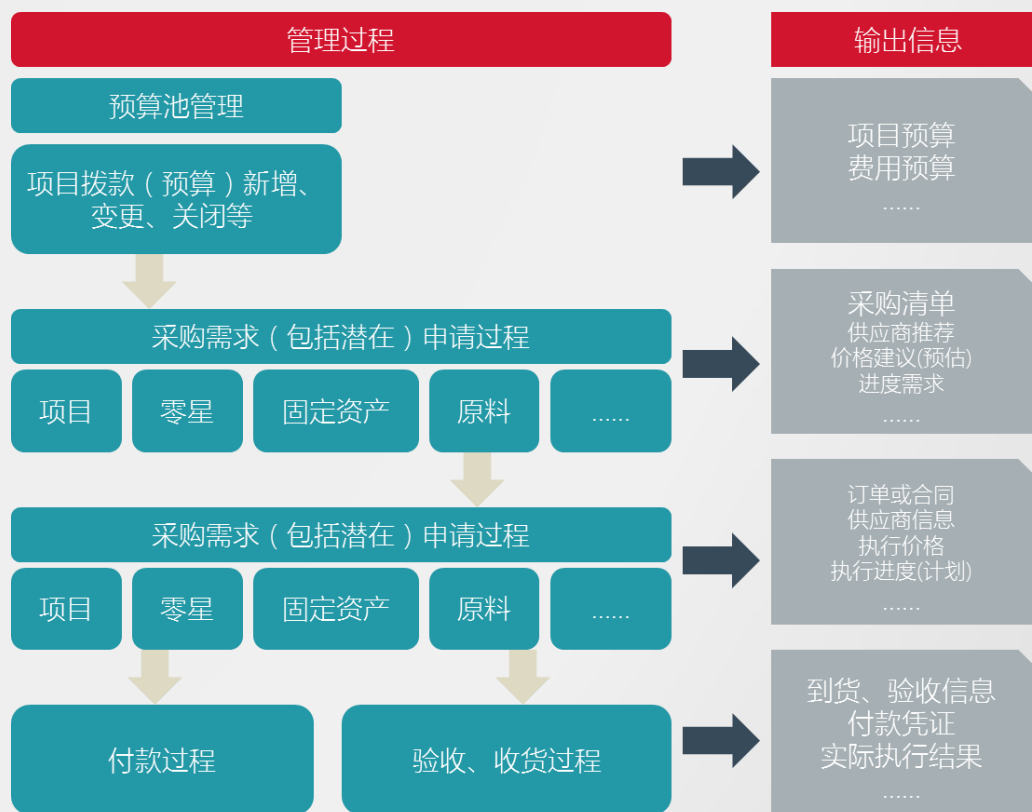 管理过程
输出信息
预算池管理
项目拨款（预算）新增、
变更、关闭等
项目预算
费用预算
......
采购需求（包括潜在）申请过程
项目
零星
固定资产
原料
......
采购清单
供应商推荐
价格建议(预估)
进度需求
......
采购需求（包括潜在）申请过程
项目
零星
固定资产
原料
......
订单或合同
供应商信息
执行价格
执行进度(计划)
......
付款过程
验收、收货过程
到货、验收信息
付款凭证
实际执行结果
......